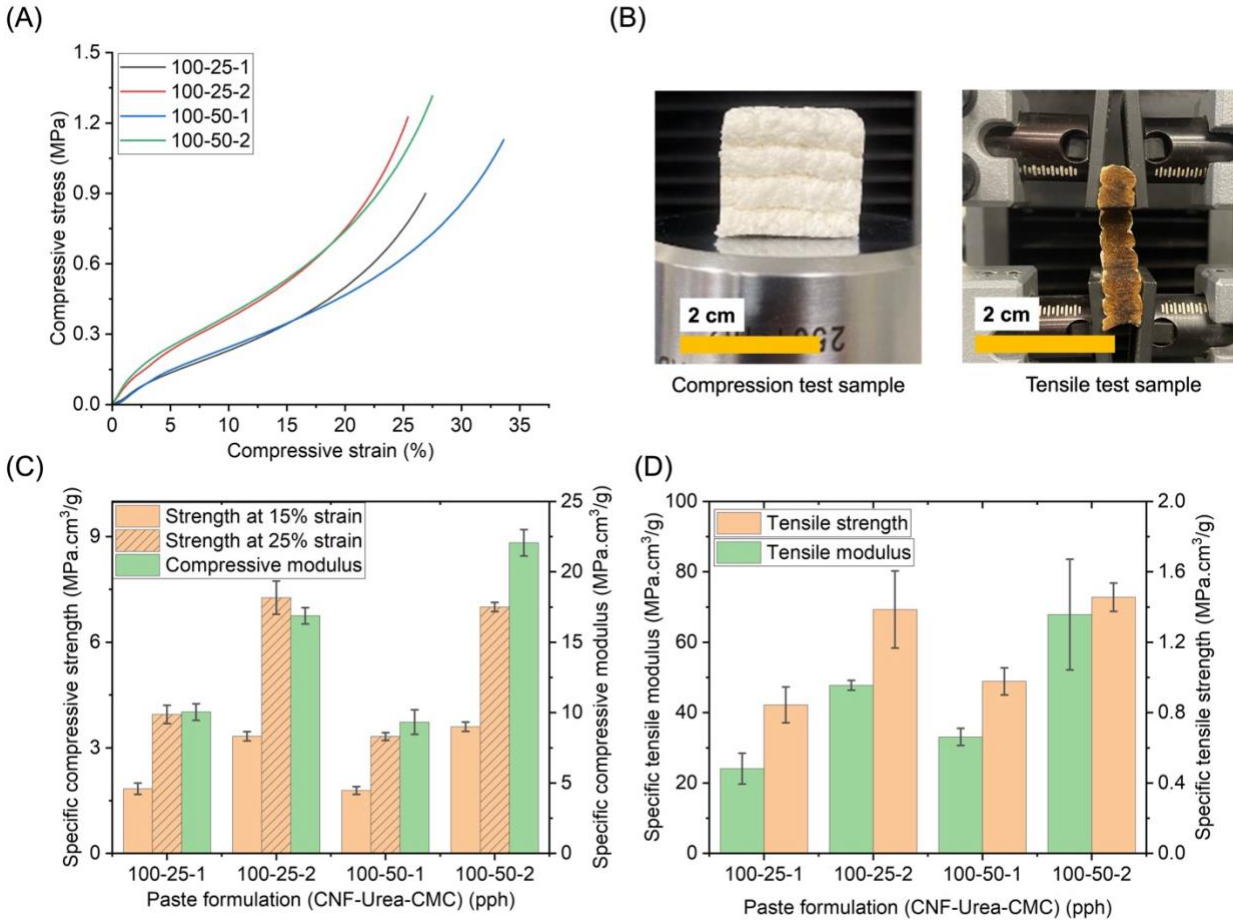 (A)
1.5
1.2
0.9
0.6
0.3
0.0
Compressive stress (MPa)
100-25-1
100-25-2
100-50-1
100-50-2
0 5 10 15 20 25 30 35
Compressive strain (%)
(B)
2 cm
Compression test sample
2 cm
Tensile test sample
(C)
Specific compressive strength (MPa.cm³/g)
9
6
3
0
Strength at 15% strain
Strength at 25% strain
Compressive modulus
25
20
15
10
5
0
Specific compressive modulus (MPa.cm³/g)
100-25-1 100-25-2 100-50-1 100-50-2
Paste formulation (CNF-Urea-CMC) (pph)
(D)
Specific tensile modulus (MPa.cm³/g)
100
80
60
40
20
0
Tensile strength
Tensile modulus
2.0
1.6
1.2
0.8
0.4
0.0
Specific tensile strength (MPa.cm³/g)
100-25-1 100-25-2 100-50-1 100-50-2
Paste formulation (CNF-Urea-CMC) (pph)